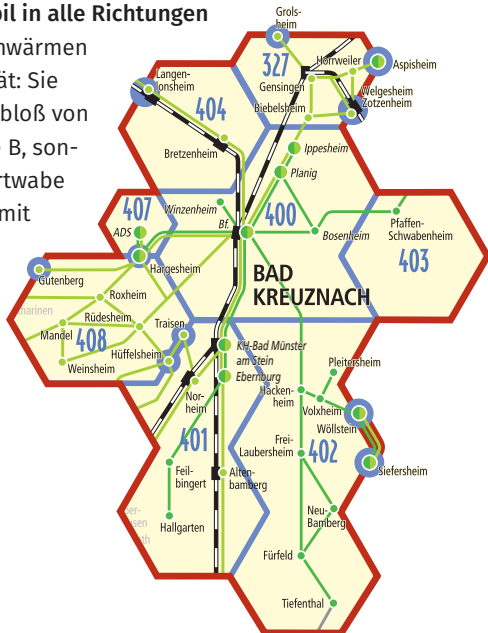 bil in alle Richtungen
nwärmen
ät: Sie
bloß von
B, son-
rtwabe
mit
Grols-
heim
327
Horrweiler
Aspisheim
Gensingen
Welgesheim
Zotzenheim
Biebelsheim
Langen-
lonsheim
404
Bretzenheim
Ippesheim
Planig
Winzenheim
400
407
ADS
Bf.
Bosenheim
Pfaffen-
Schwabenheim
403
Hargesheim
Gutenberg
BAD
KREUZNACH
Roxheim
marinen
Rüdesheim
Traisen
Mandel
408
Hüffelsheim
Weinsheim
KH-Bad Münster
am Stein
Ebernburg
Pleitersheim
Nor-
heim
Hacken-
heim
Volxheim
Wöllstein
401
Frei-
Laubersheim
402
Siefersheim
Feil-
bingert
Alten-
bamberg
Neu-
Bamberg
Hallgarten
Fürfeld
Tiefenthal